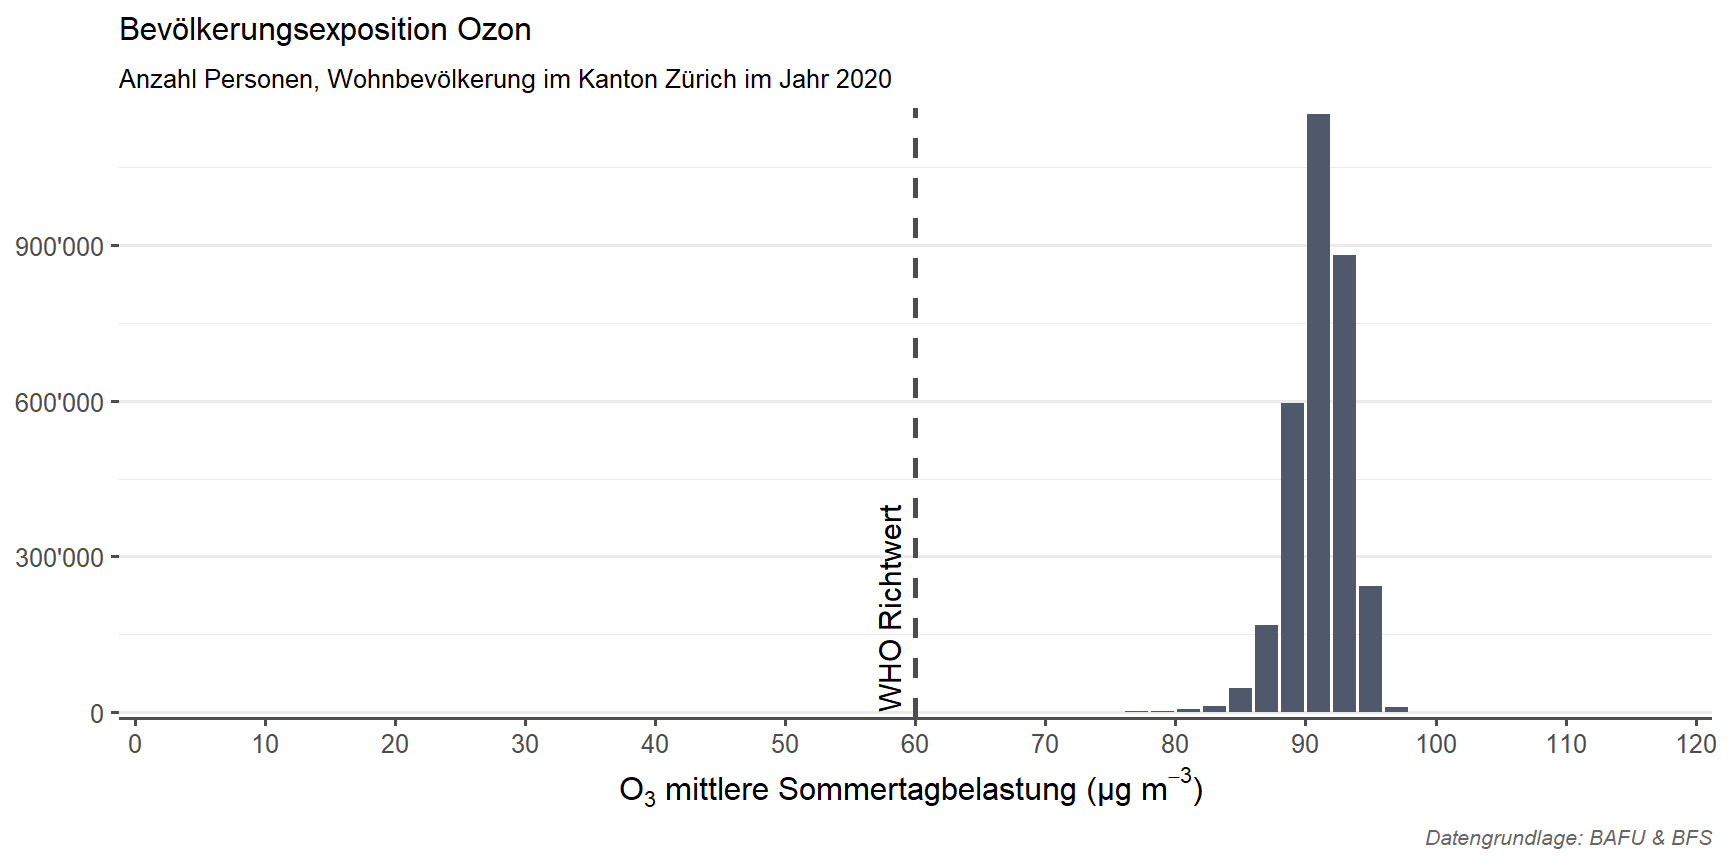 Bevölkerungsexposition Ozon
Anzahl Personen, Wohnbevölkerung im Kanton Zürich im Jahr 2020
900'000
600'000
300'000
0
WHO Richtwert
0 10 20 30 40 50 60 70 80 90 100 110 120
O₃ mittlere Sommertagbelastung (µg m⁻³)
Datengrundlage: BAFU & BFS